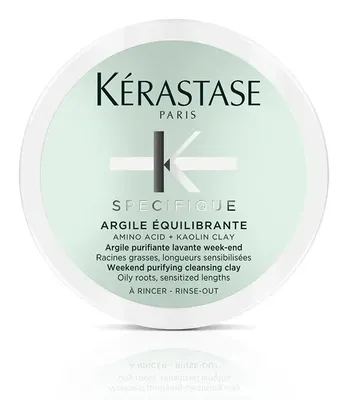 KÉRASTASE
PARIS
K
SPECIFIQUE
ARGILE ÉQUILIBRANTE
AMINO ACID + KAOLIN CLAY
Argile purifiante lavante week-end
Racines grasses, longueurs sensibilisées
Weekend purifying cleansing clay
Oily roots, sensitized lengths
À RINCER - RINSE-OUT